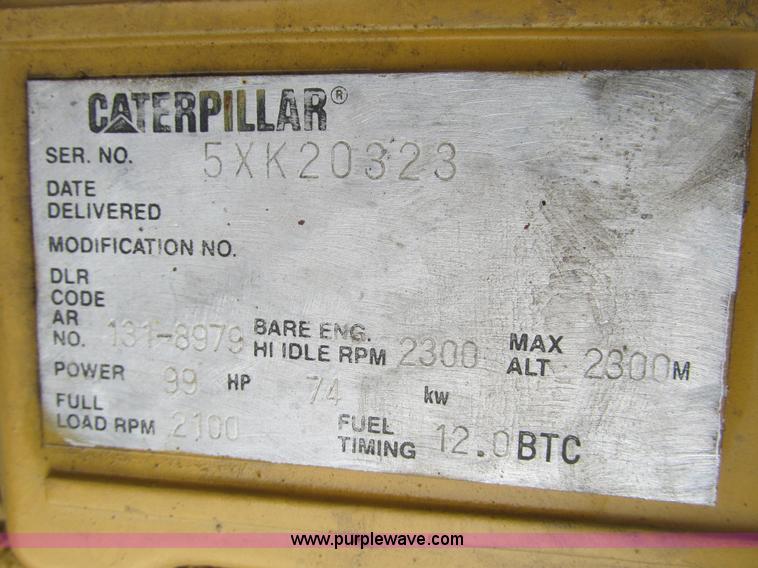 CATERPILLAR®
SER. NO. 5XK20323
DATE
DELIVERED
MODIFICATION NO.
DLR
CODE
AR
NO. 131-8979 BARE ENG.
HI IDLE RPM 2300 MAX
ALT 2300M
POWER 99 HP 74 kw
FULL
LOAD RPM 2100 FUEL
TIMING 12.0BTC
www.purplewave.com